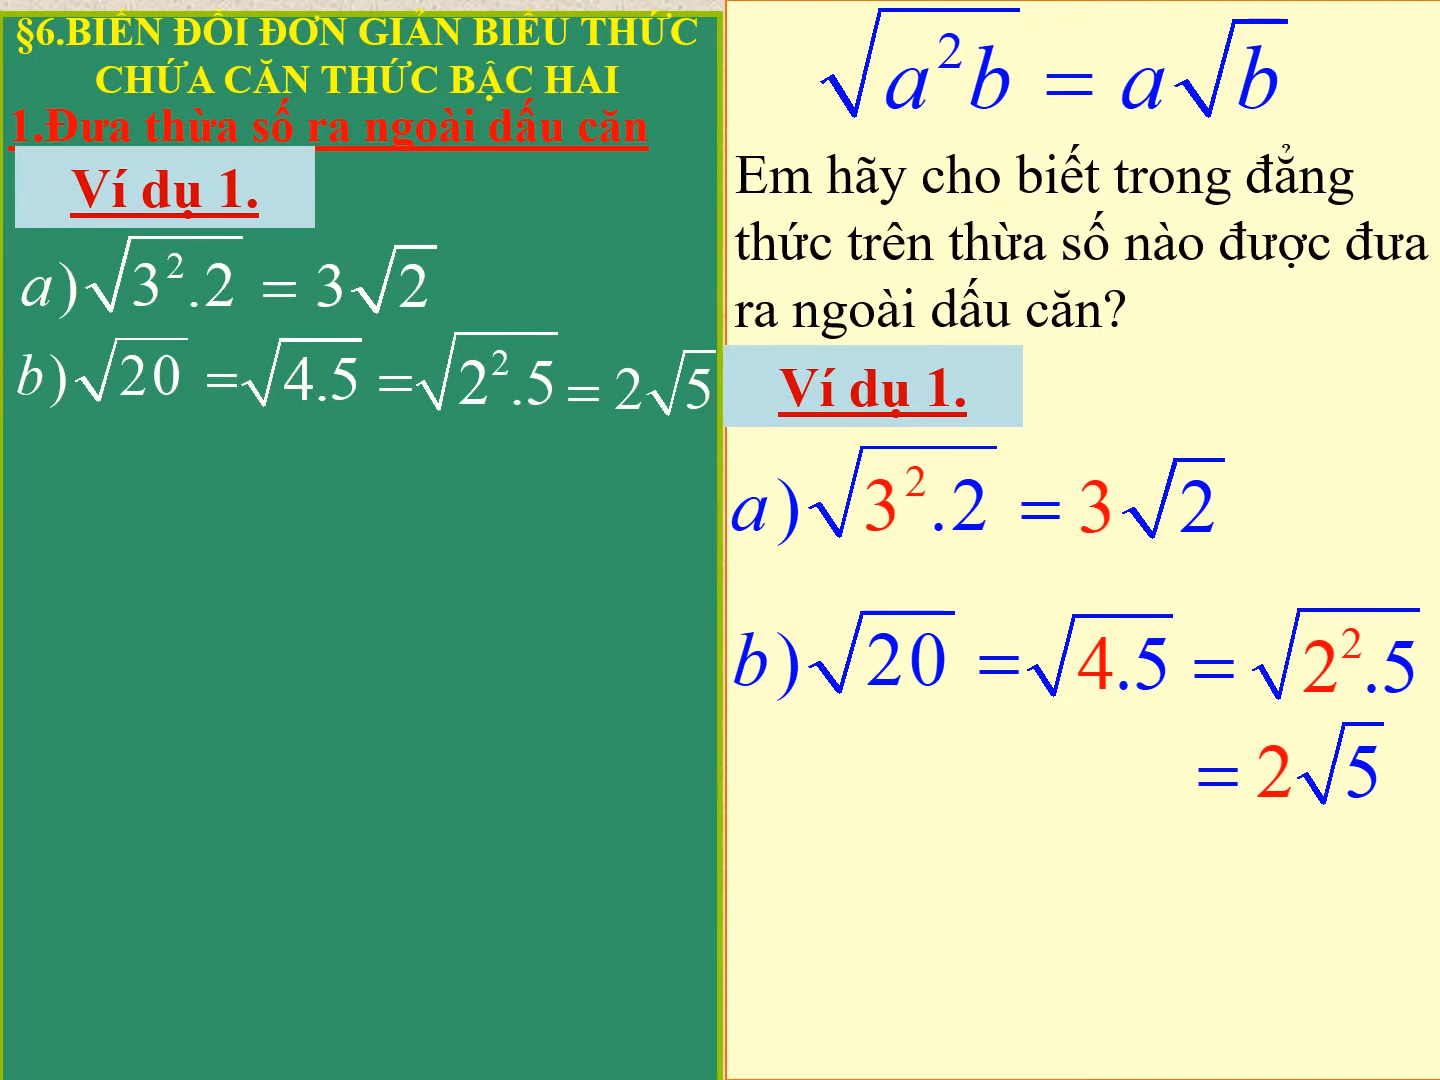 §6.BIẾN ĐỔI ĐƠN GIẢN BIỂU THỨC
CHỨA CĂN THỨC BẬC HAI
1.Đưa thừa số ra ngoài dấu căn
Ví dụ 1.
a)√(3².2) = 3√2
b)√20 = √(4.5) = √(2².5) = 2√5
√(a²b) = a√b
Em hãy cho biết trong đẳng
thức trên thừa số nào được đưa
ra ngoài dấu căn?
Ví dụ 1.
a)√(3².2) = 3√2
b)√20 = √(4.5) = √(2².5)
= 2√5